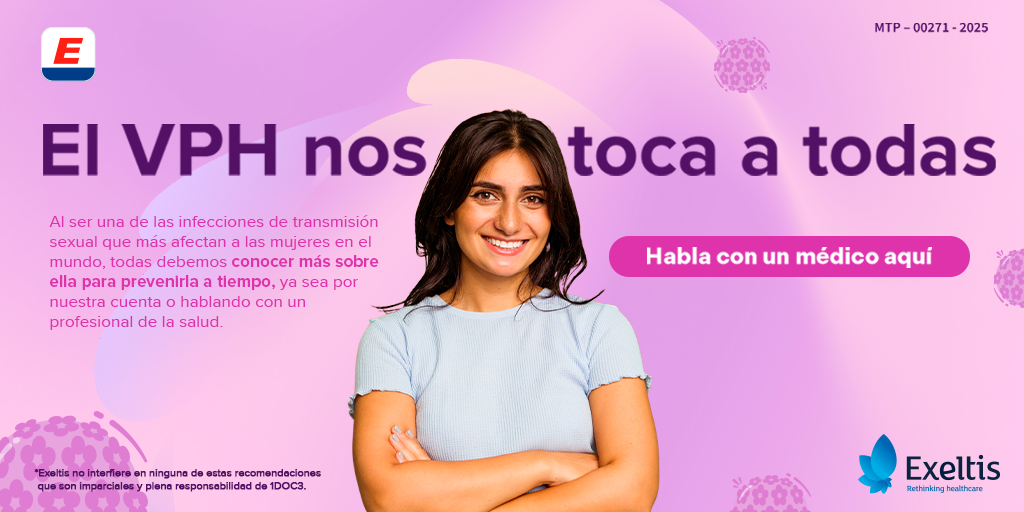 E
MTP – 00271 - 2025
El VPH nos toca a todas
Al ser una de las infecciones de transmisión
sexual que más afectan a las mujeres en el
mundo, todas debemos conocer más sobre
ella para prevenirla a tiempo, ya sea por
nuestra cuenta o hablando con un
profesional de la salud.
Habla con un médico aquí
*Exeltis no interfiere en ninguna de estas recomendaciones
que son imparciales y plena responsabilidad de 1DOC3.
Exeltis
Rethinking healthcare